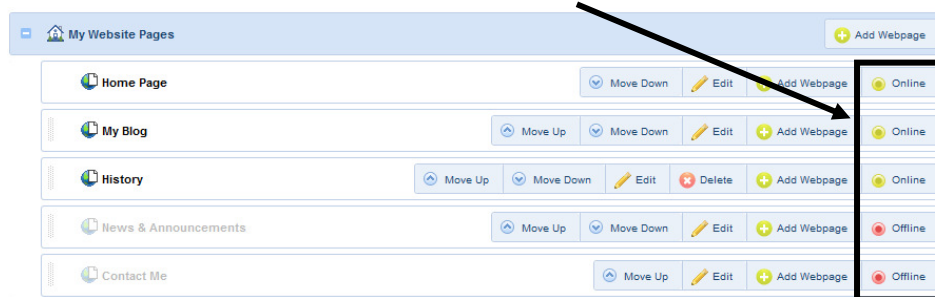 My Website Pages Add Webpage
Home Page Move Down Edit Add Webpage Online
My Blog Move Up Move Down Edit Add Webpage Online
History Move Up Move Down Edit Delete Add Webpage Online
News & Announcements Move Up Move Down Edit Add Webpage Offline
Contact Me Move Up Edit Add Webpage Offline